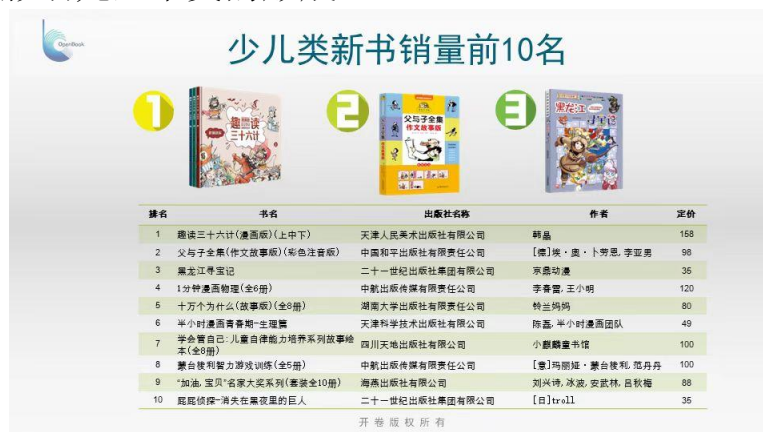 OpenBook
少儿类新书销量前10名
1
2
3
趣读
三十六计
父与子全集
作文故事版
黑龙江
寻宝记
排名 书名 出版社名称 作者 定价
1 趣读三十六计(漫画版)(上中下) 天津人民美术出版社有限公司 韩晶 158
2 父与子全集(作文故事版)(彩色注音版) 中国和平出版社有限责任公司 [德]埃·奥·卜劳恩,李亚男 98
3 黑龙江寻宝记 二十一世纪出版社集团有限公司 京鼎动漫 35
4 1分钟漫画物理(全6册) 中航出版传媒有限责任公司 李春雷,王小明 120
5 十万个为什么(故事版)(全8册) 湖南大学出版社有限责任公司 铃兰妈妈 80
6 半小时漫画青春期-生理篇 天津科学技术出版社有限公司 陈磊,半小时漫画团队 49
7 学会管自己:儿童自律能力培养系列故事绘本(全8册) 四川天地出版社有限公司 小麒麟童书馆 100
8 蒙台梭利智力游戏训练(全5册) 中航出版传媒有限责任公司 [意]玛丽娅·蒙台梭利,范丹丹 100
9 "加油,宝贝"名家大奖系列(套装全10册) 海燕出版社有限公司 刘兴诗,冰波,安武林,吕秋梅 88
10 屁屁侦探-消失在黑夜里的巨人 二十一世纪出版社集团有限公司 [日]troll 35
开卷版权所有